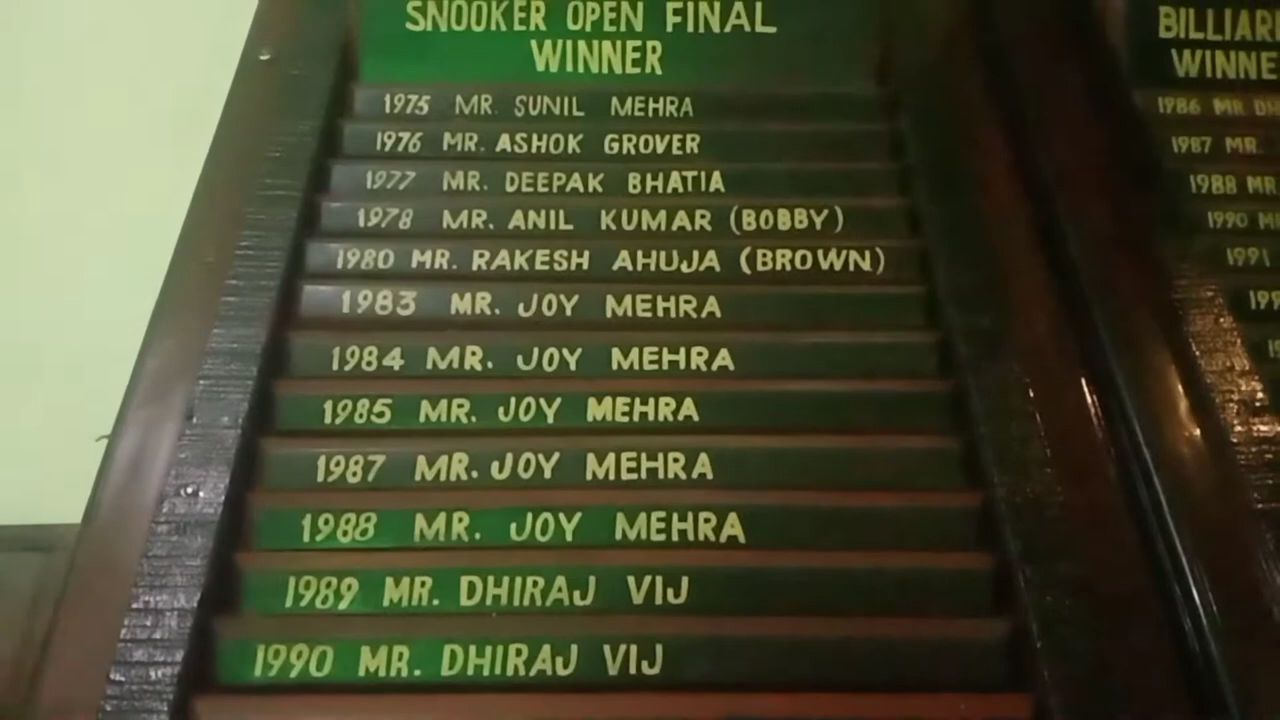 SNOOKER OPEN FINAL
WINNER
1975 MR. SUNIL MEHRA
1976 MR. ASHOK GROVER
1977 MR. DEEPAK BHATIA
1978 MR. ANIL KUMAR (BOBBY)
1980 MR. RAKESH AHUJA (BROWN)
1983 MR. JOY MEHRA
1984 MR. JOY MEHRA
1985 MR. JOY MEHRA
1987 MR. JOY MEHRA
1988 MR. JOY MEHRA
1989 MR. DHIRAJ VIJ
1990 MR. DHIRAJ VIJ
1986 MR
1987 MR.
1988 MR
1990
1991